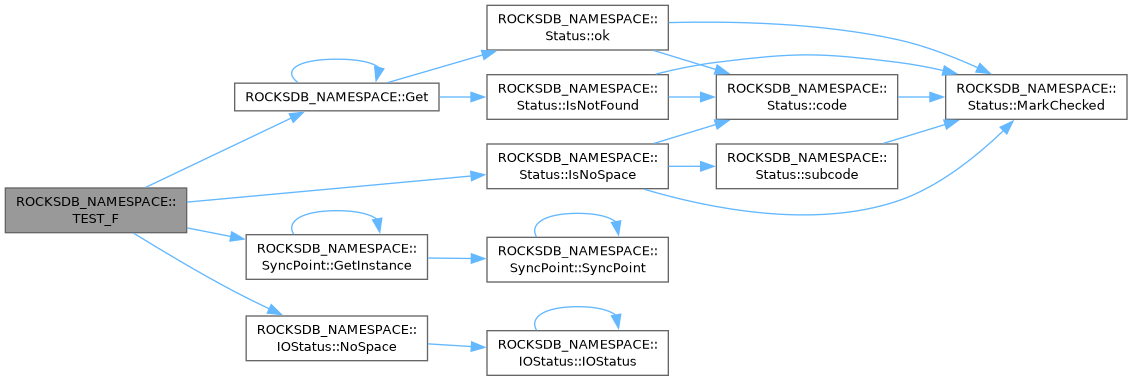 ROCKSDB_NAMESPACE::
TEST_F
ROCKSDB_NAMESPACE::Get
ROCKSDB_NAMESPACE::
Status::ok
ROCKSDB_NAMESPACE::
Status::IsNotFound
ROCKSDB_NAMESPACE::
Status::code
ROCKSDB_NAMESPACE::
Status::MarkChecked
ROCKSDB_NAMESPACE::
Status::IsNoSpace
ROCKSDB_NAMESPACE::
Status::subcode
ROCKSDB_NAMESPACE::
SyncPoint::GetInstance
ROCKSDB_NAMESPACE::
SyncPoint::SyncPoint
ROCKSDB_NAMESPACE::
IOStatus::NoSpace
ROCKSDB_NAMESPACE::
IOStatus::IOStatus